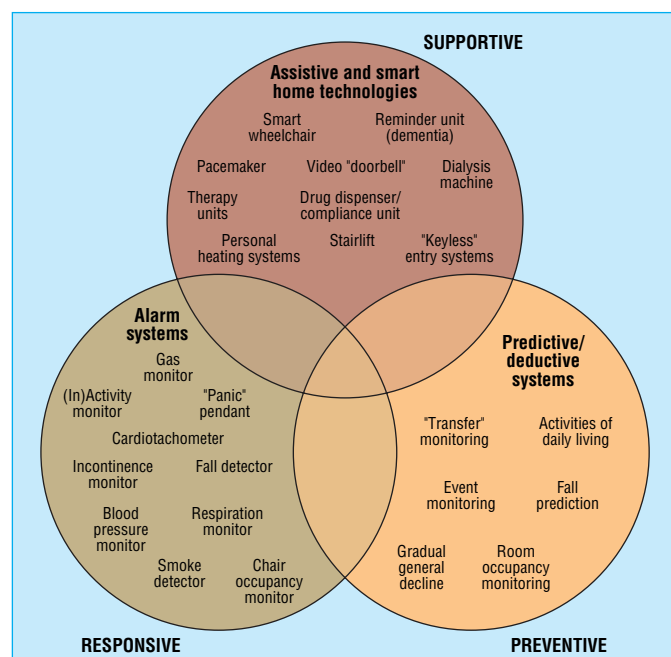 SUPPORTIVE
Assistive and smart
home technologies
Smart
wheelchair
Reminder unit
(dementia)
Pacemaker
Video "doorbell"
Dialysis
machine
Therapy
units
Drug dispenser/
compliance unit
Personal
heating systems
Stairlift
"Keyless"
entry systems
Alarm
systems
Gas
monitor
(In)Activity
monitor
"Panic"
pendant
Cardiotachometer
Incontinence
monitor
Fall detector
Blood
pressure
monitor
Respiration
monitor
Smoke
detector
Chair
occupancy
monitor
Predictive/
deductive
systems
"Transfer"
monitoring
Activities of
daily living
Event
monitoring
Fall
prediction
Gradual
general
decline
Room
occupancy
monitoring
RESPONSIVE
PREVENTIVE